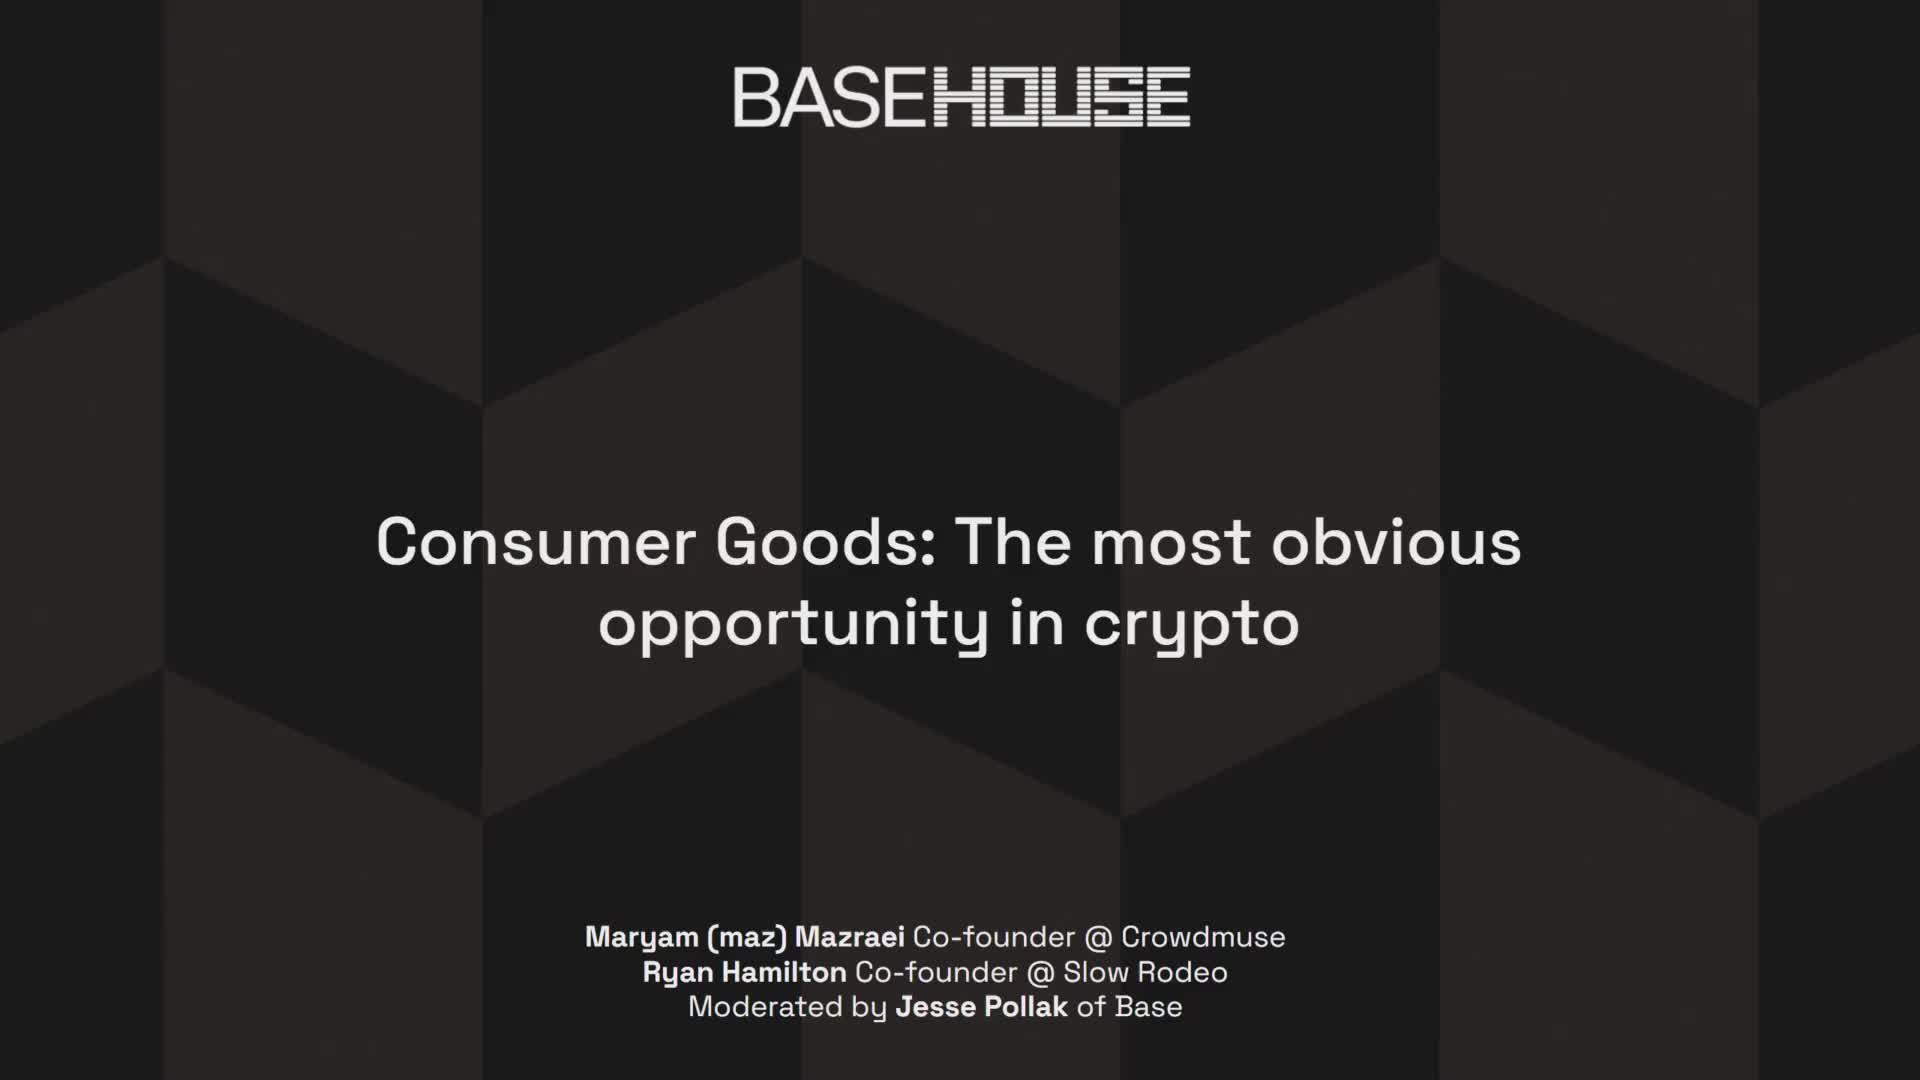 BASEHOUSE
Consumer Goods: The most obvious
opportunity in crypto
Maryam (maz) Mazraei Co-founder @ Crowdmuse
Ryan Hamilton Co-founder @ Slow Rodeo
Moderated by Jesse Pollak of Base